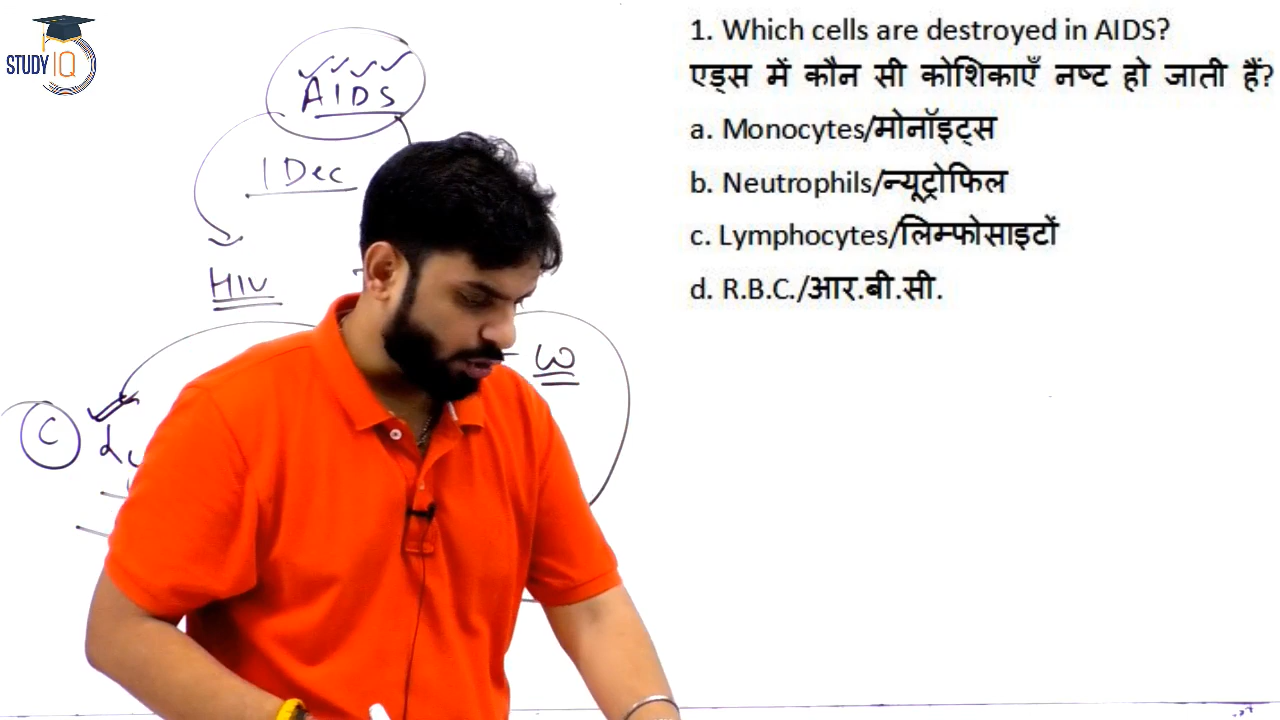 STUDY IQ
AIDS
1 Dec
HIV
W
C
1. Which cells are destroyed in AIDS?
एड्स में कौन सी कोशिकाएँ नष्ट हो जाती हैं?
a. Monocytes/मोनॉइट्स
b. Neutrophils/न्यूट्रोफिल
c. Lymphocytes/लिम्फोसाइटों
d. R.B.C./आर.बी.सी.